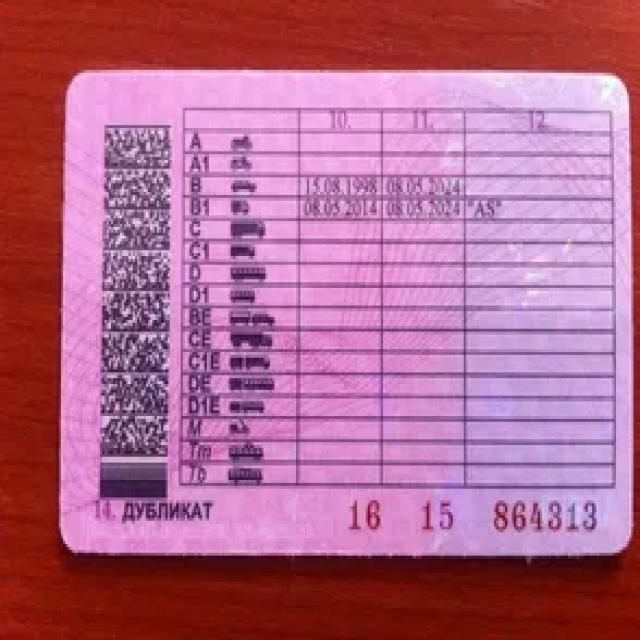 10. 11. 12.
A
A1
B 15.08.1998 08.05.2024
B1 08.05.2014 08.05.2024 "AS"
C
C1
D
D1
BE
CE
C1E
DE
D1E
M
Tm
Tb
14. ДУБЛИКАТ 16 15 864313